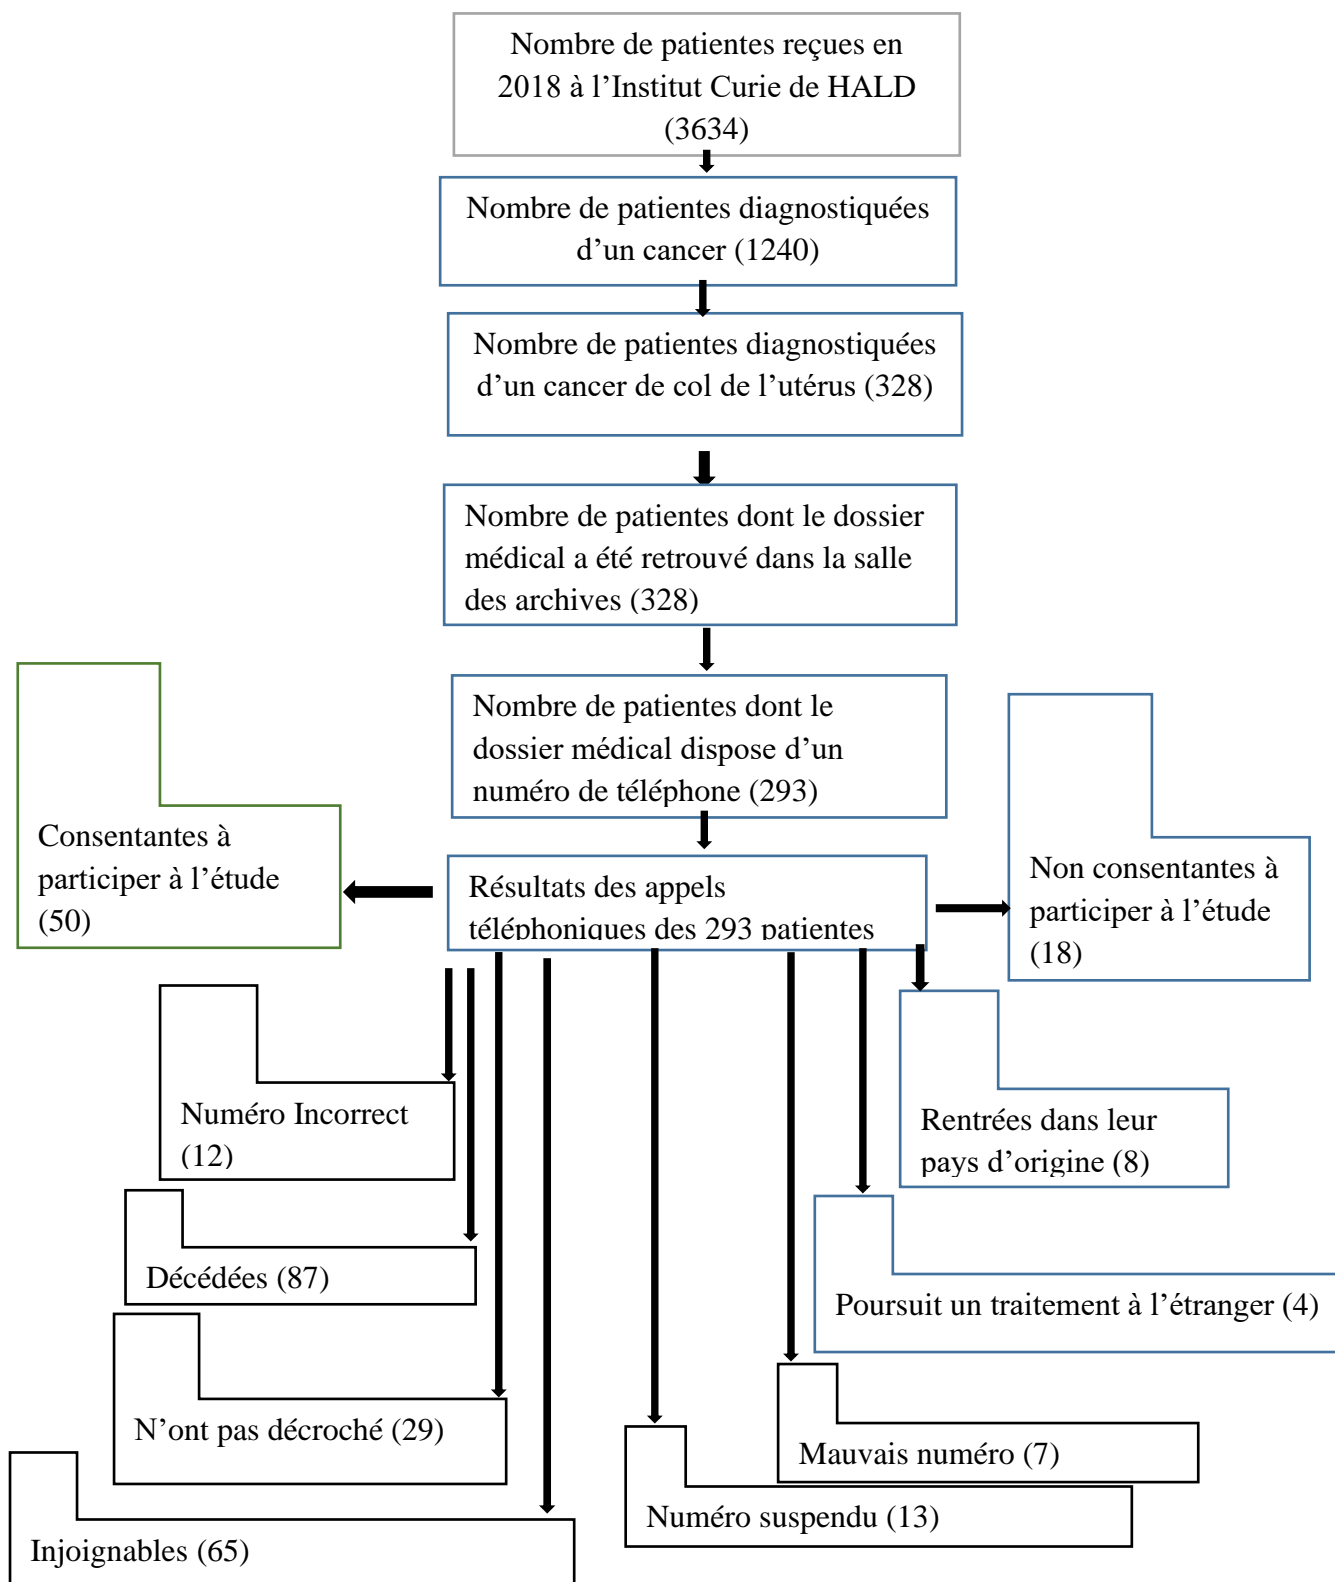 Nombre de patientes reçues en
2018 à l’Institut Curie de HALD
(3634)
Nombre de patientes diagnostiquées
d’un cancer (1240)
Nombre de patientes diagnostiquées
d’un cancer de col de l’utérus (328)
Nombre de patientes dont le dossier
médical a été retrouvé dans la salle
des archives (328)
Nombre de patientes dont le
dossier médical dispose d’un
numéro de téléphone (293)
Consentantes à
participer à l’étude
(50)
Résultats des appels
téléphoniques des 293 patientes
Non consentantes à
participer à l’étude
(18)
Numéro Incorrect
(12)
Rentrées dans leur
pays d’origine (8)
Décédées (87)
Poursuit un traitement à l’étranger (4)
N’ont pas décroché (29)
Mauvais numéro (7)
Numéro suspendu (13)
Injoignables (65)